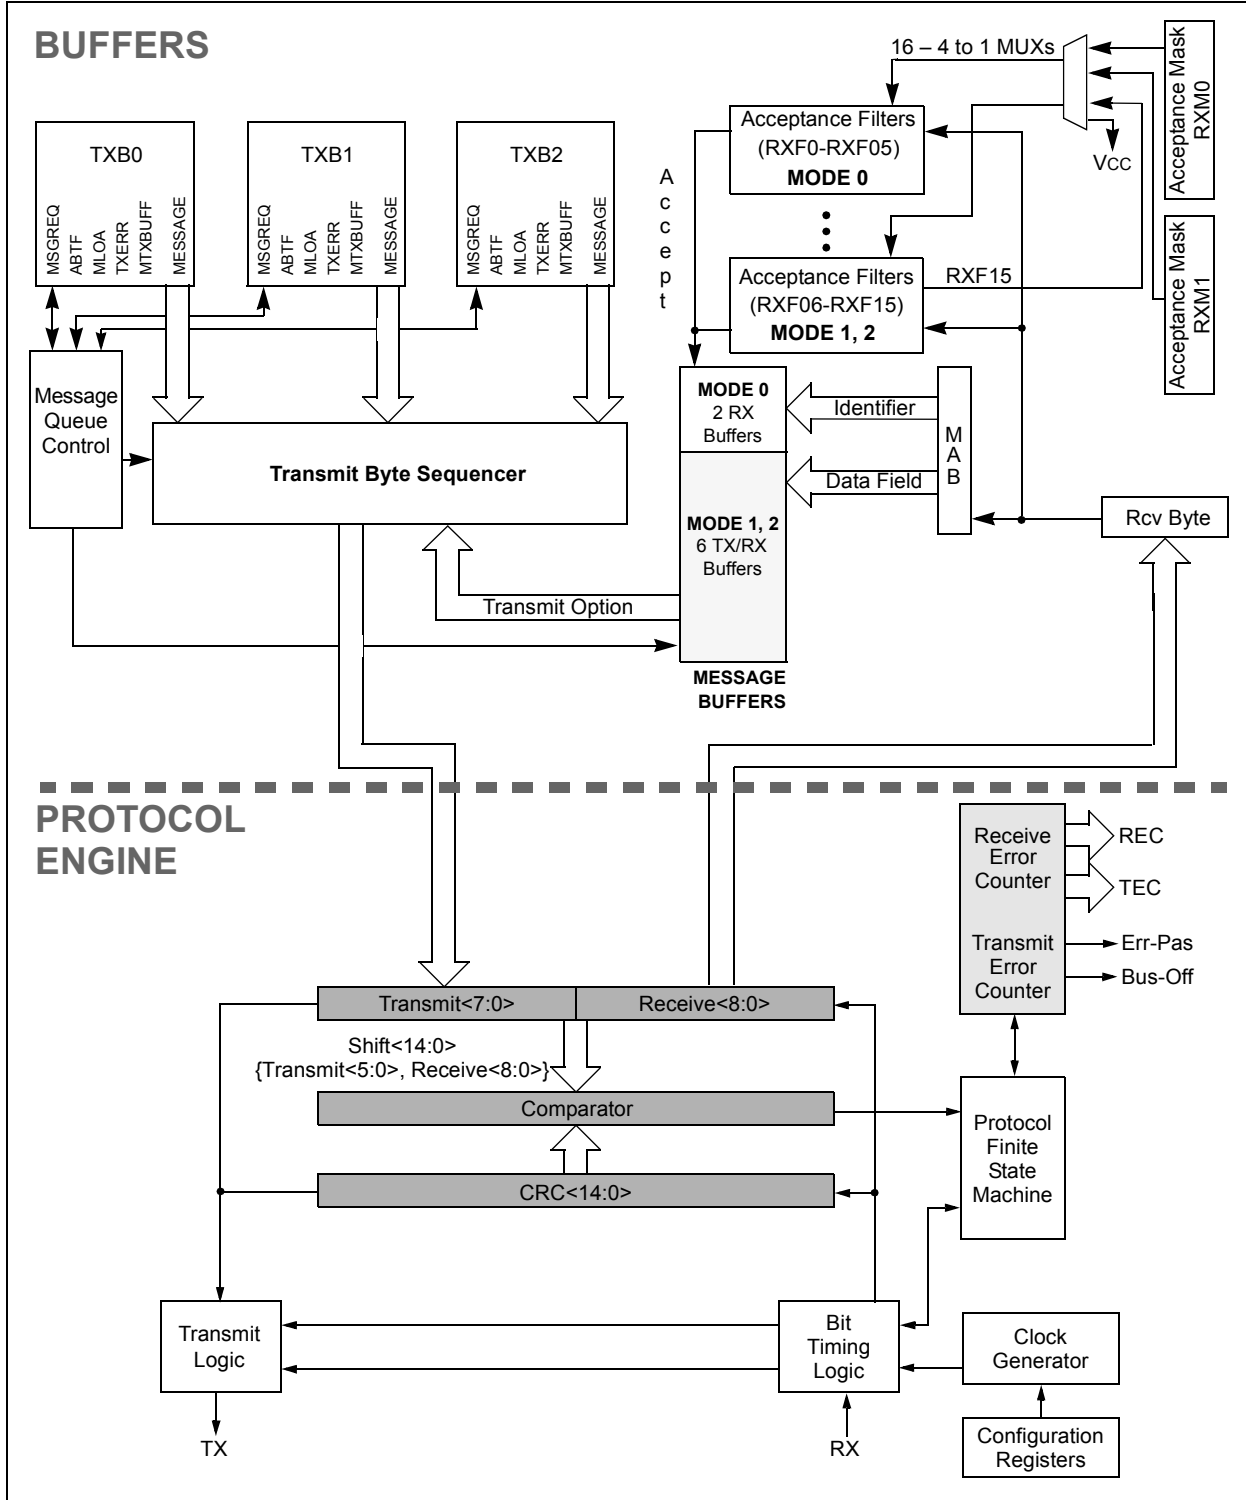 BUFFERS
16 – 4 to 1 MUXs
Acceptance Mask
RXM0
VCC
TXB0
MSGREQ
ABTF
MLOA
TXERR
MTXBUFF
MESSAGE
TXB1
MSGREQ
ABTF
MLOA
TXERR
MTXBUFF
MESSAGE
TXB2
MSGREQ
ABTF
MLOA
TXERR
MTXBUFF
MESSAGE
Accept
Acceptance Filters
(RXF0-RXF05)
MODE 0
Acceptance Filters
(RXF06-RXF15)
MODE 1, 2
RXF15
Acceptance Mask
RXM1
Message
Queue
Control
Transmit Byte Sequencer
MODE 0
2 RX
Buffers
Identifier
Data Field
MAB
MODE 1, 2
6 TX/RX
Buffers
Rcv Byte
Transmit Option
MESSAGE
BUFFERS
PROTOCOL
ENGINE
Receive
Error
Counter
Transmit
Error
Counter
REC
TEC
Err-Pas
Bus-Off
Transmit<7:0>
Receive<8:0>
Shift<14:0>
{Transmit<5:0>, Receive<8:0>}
Comparator
CRC<14:0>
Protocol
Finite
State
Machine
Transmit
Logic
Bit
Timing
Logic
Clock
Generator
TX
RX
Configuration
Registers